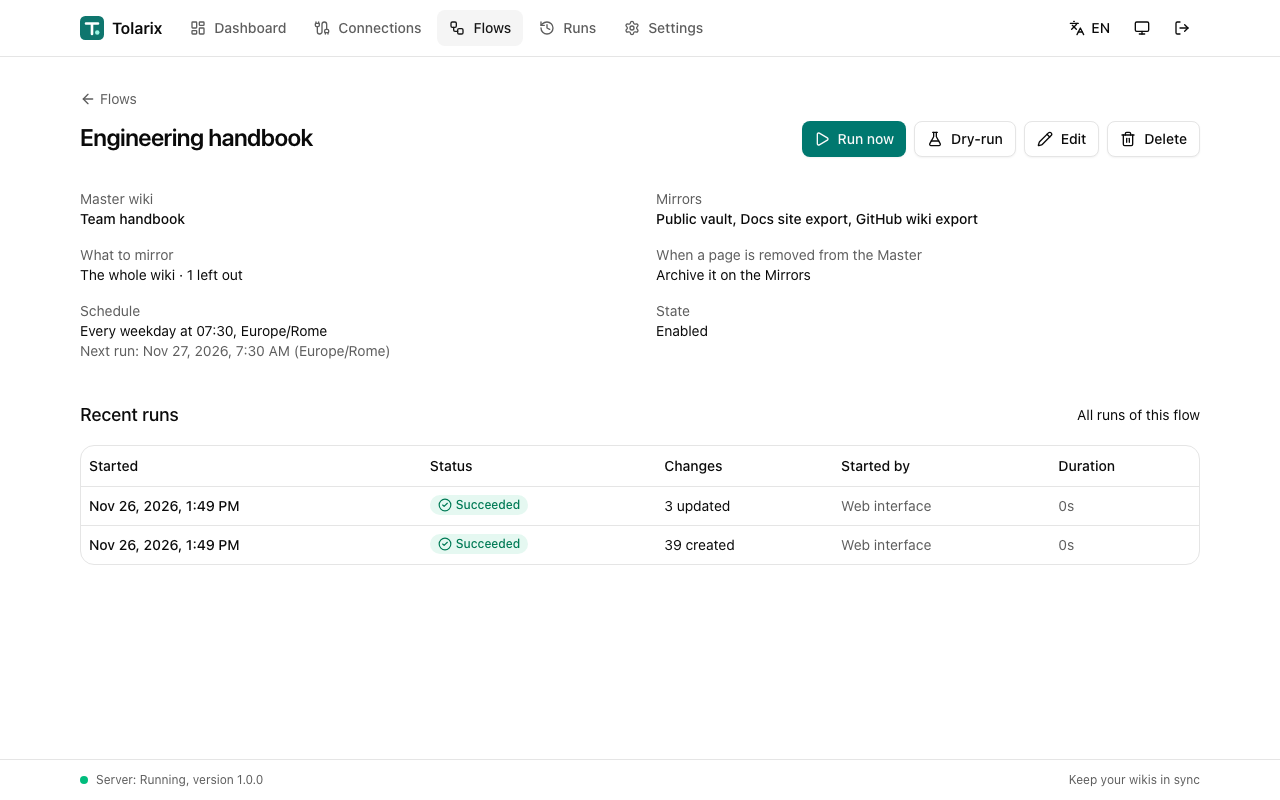 Tolarix
Dashboard
Connections
Flows
Runs
Settings
EN
Flows
Engineering handbook
Run now
Dry-run
Edit
Delete
Master wiki
Team handbook
Mirrors
Public vault, Docs site export, GitHub wiki export
What to mirror
The whole wiki · 1 left out
When a page is removed from the Master
Archive it on the Mirrors
Schedule
Every weekday at 07:30, Europe/Rome
Next run: Nov 27, 2026, 7:30 AM (Europe/Rome)
State
Enabled
Recent runs
All runs of this flow
Started Status Changes Started by Duration
Nov 26, 2026, 1:49 PM Succeeded 3 updated Web interface 0s
Nov 26, 2026, 1:49 PM Succeeded 39 created Web interface 0s
Server: Running, version 1.0.0
Keep your wikis in sync